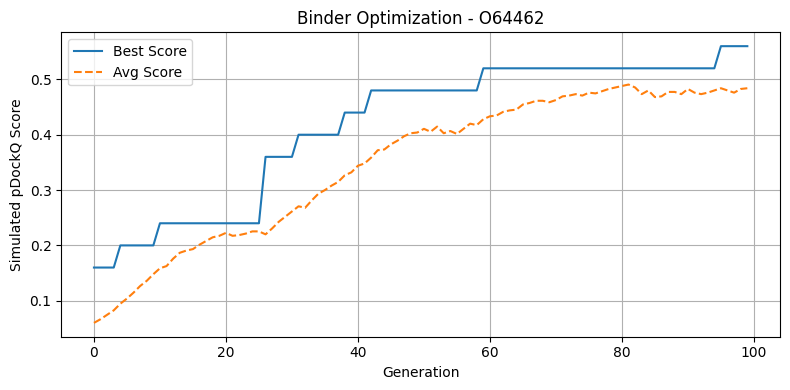 Binder Optimization - O64462
Best Score
Avg Score
0.5
0.4
0.3
0.2
0.1
Simulated pDockQ Score
0
20
40
60
80
100
Generation